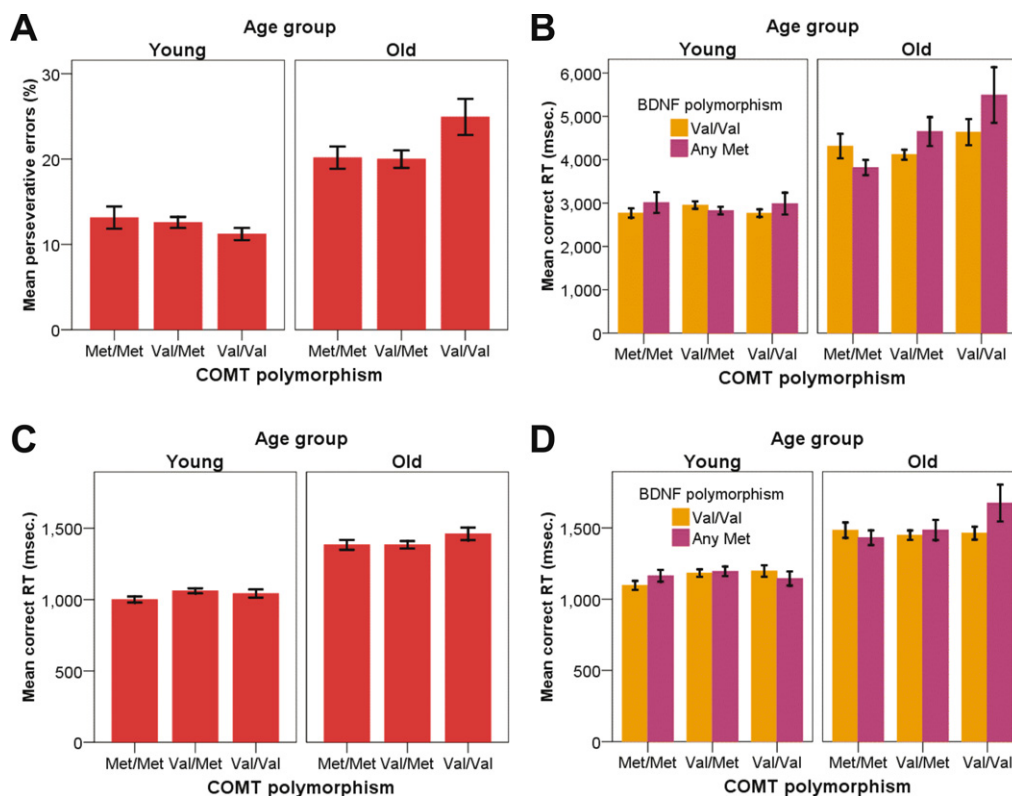 A
Age group
Young Old
Mean perseverative errors (%)
30
20
10
0
Met/Met Val/Met Val/Val Met/Met Val/Met Val/Val
COMT polymorphism
B
Age group
Young Old
Mean correct RT (msec.)
6,000
5,000
4,000
3,000
2,000
1,000
0
BDNF polymorphism
Val/Val
Any Met
Met/Met Val/Met Val/Val Met/Met Val/Met Val/Val
COMT polymorphism
C
Age group
Young Old
Mean correct RT (msec.)
1,500
1,000
500
0
Met/Met Val/Met Val/Val Met/Met Val/Met Val/Val
COMT polymorphism
D
Age group
Young Old
Mean correct RT (msec.)
1,500
1,000
500
0
BDNF polymorphism
Val/Val
Any Met
Met/Met Val/Met Val/Val Met/Met Val/Met Val/Val
COMT polymorphism